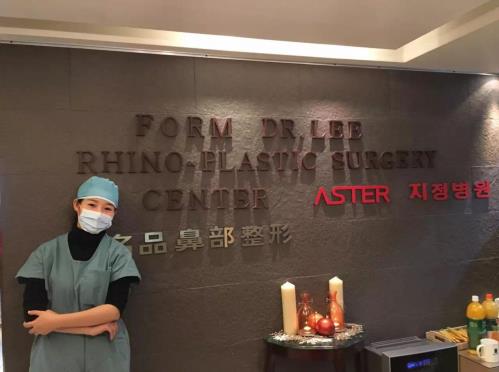 FORM DR. LEE
RHINO-PLASTIC SURGERY
CENTER ASTER 지정병원
名品 鼻部 整形